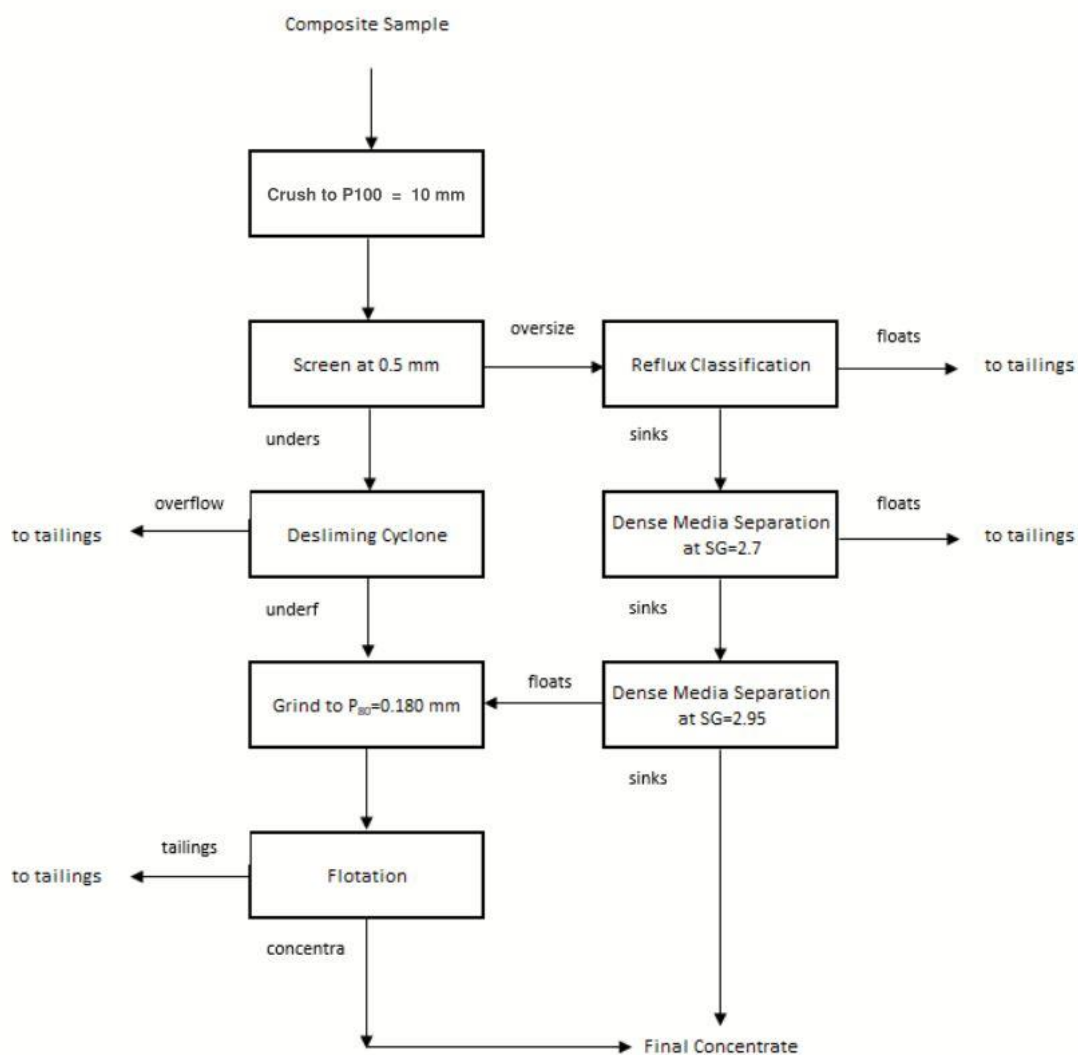 Composite Sample
Crush to P100 = 10 mm
Screen at 0.5 mm
oversize
Reflux Classification
floats
to tailings
unders
sinks
to tailings
overflow
Desliming Cyclone
Dense Media Separation
at SG=2.7
floats
to tailings
underf
sinks
Grind to P₈₀=0.180 mm
floats
Dense Media Separation
at SG=2.95
sinks
to tailings
tailings
Flotation
concentra
Final Concentrate